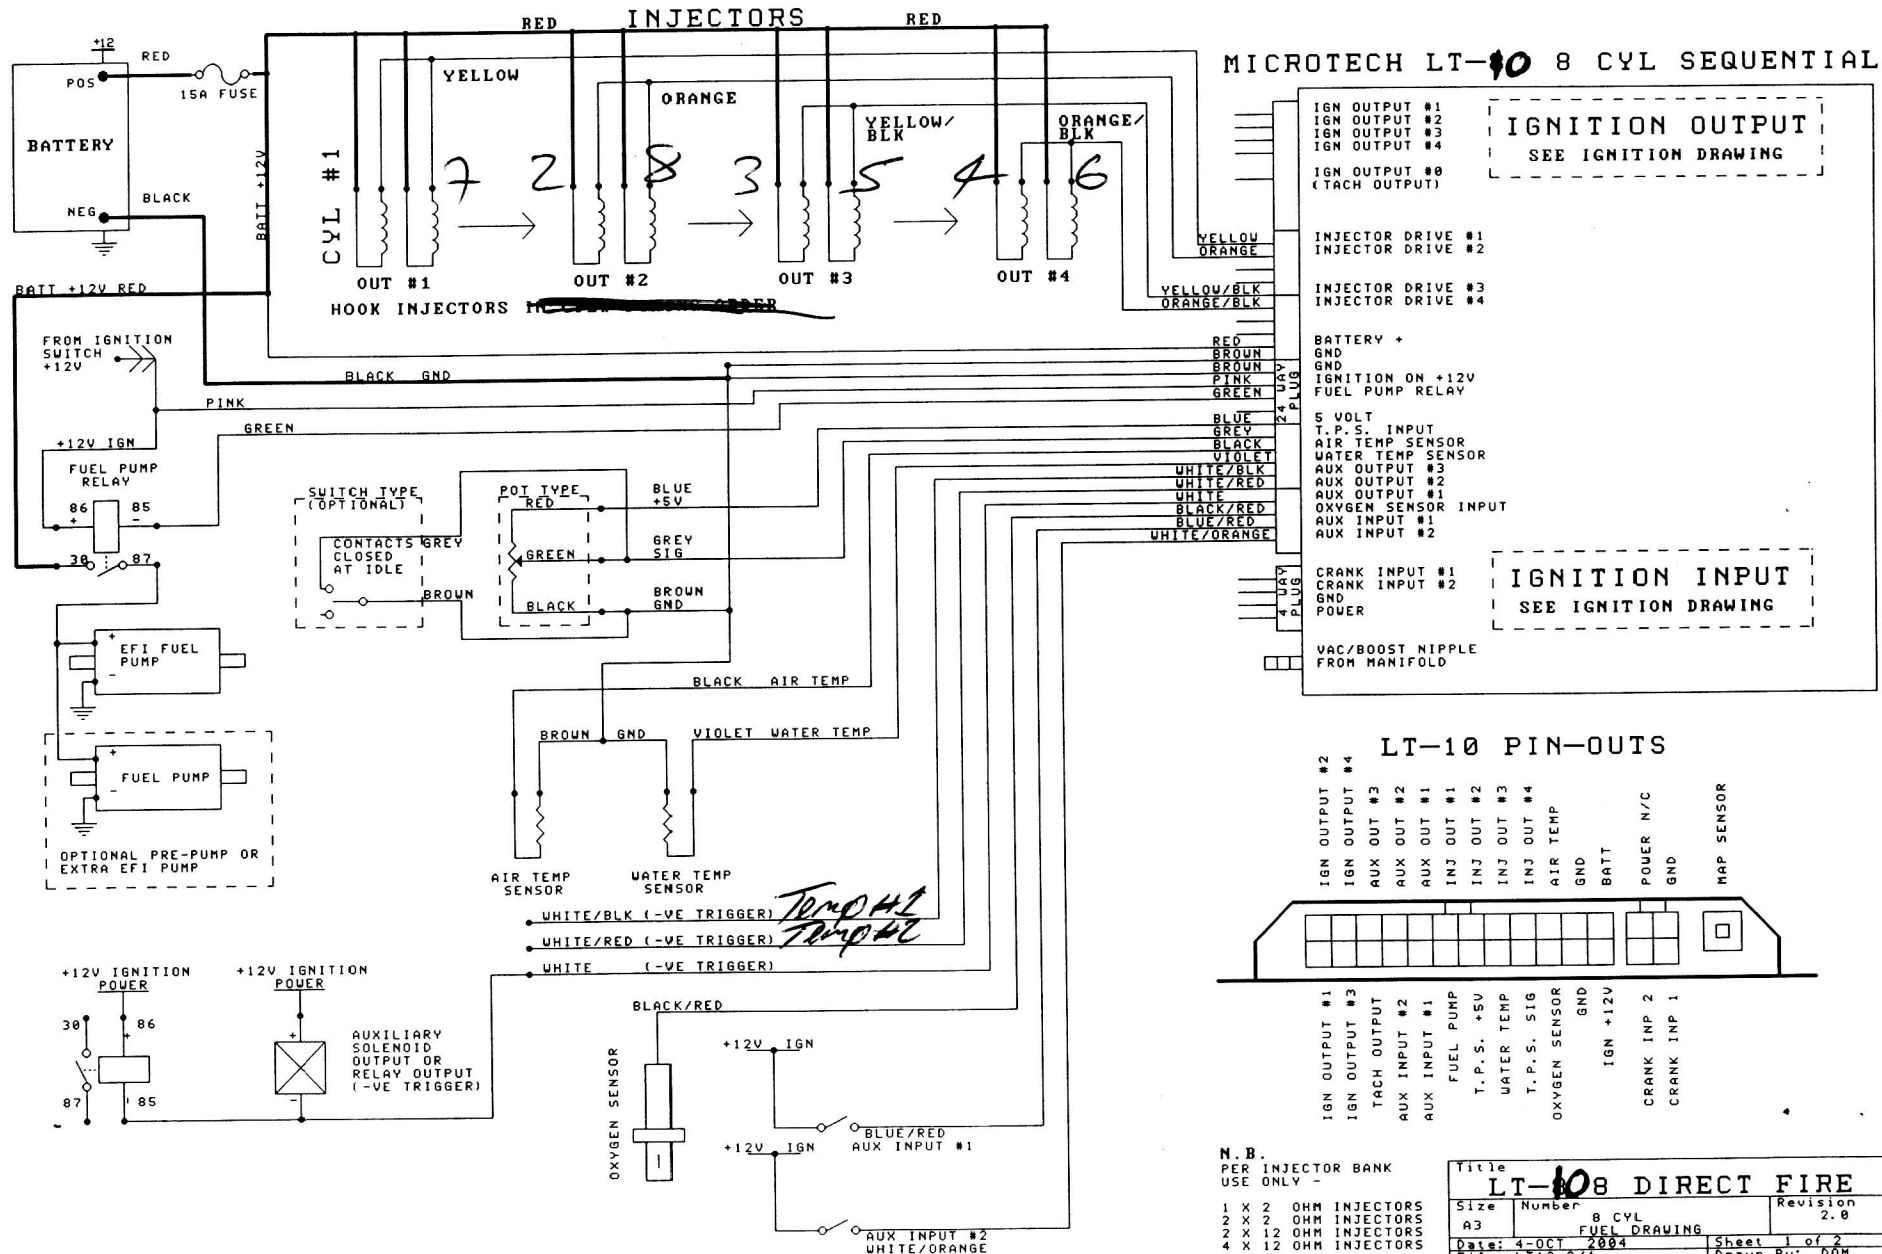 RED INJECTORS RED
MICROTECH LT-10 8 CYL SEQUENTIAL
+12
RED
POS
15A FUSE
BATTERY
NEG
BLACK
BATT +12V
CYL #1
YELLOW
7
ORANGE
2 8
YELLOW/
BLK
3 5
ORANGE/
BLK
4 6
OUT #1
OUT #2
OUT #3
OUT #4
HOOK INJECTORS
BATT +12V RED
FROM IGNITION
SWITCH
+12V
BLACK GND
PINK
GREEN
+12V IGN
FUEL PUMP
RELAY
86 85
+ -
30 87
EFI FUEL
PUMP
+
-
FUEL PUMP
+
-
OPTIONAL PRE-PUMP OR
EXTRA EFI PUMP
SWITCH TYPE
(OPTIONAL)
CONTACTS
CLOSED
AT IDLE
GREY
BROWN
POT TYPE
RED
GREEN
BLACK
BLUE
+5V
GREY
SIG
BROWN
GND
BLACK AIR TEMP
BROWN GND
VIOLET WATER TEMP
AIR TEMP
SENSOR
WATER TEMP
SENSOR
WHITE/BLK (-VE TRIGGER) Temp #1
WHITE/RED (-VE TRIGGER) Temp #2
WHITE (-VE TRIGGER)
+12V IGNITION
POWER
30
86
+
87
85
-
+12V IGNITION
POWER
+
-
AUXILIARY
SOLENOID
OUTPUT OR
RELAY OUTPUT
(-VE TRIGGER)
BLACK/RED
OXYGEN SENSOR
+12V IGN
BLUE/RED
AUX INPUT #1
+12V IGN
AUX INPUT #2
WHITE/ORANGE
IGN OUTPUT #1
IGN OUTPUT #2
IGN OUTPUT #3
IGN OUTPUT #4
IGN OUTPUT #0
(TACH OUTPUT)
IGNITION OUTPUT
SEE IGNITION DRAWING
YELLOW INJECTOR DRIVE #1
ORANGE INJECTOR DRIVE #2
YELLOW/BLK INJECTOR DRIVE #3
ORANGE/BLK INJECTOR DRIVE #4
RED BATTERY +
BROWN GND
BROWN GND
PINK IGNITION ON +12V
GREEN FUEL PUMP RELAY
24 WAY
PLUG
BLUE 5 VOLT
GREY T.P.S. INPUT
BLACK AIR TEMP SENSOR
VIOLET WATER TEMP SENSOR
WHITE/BLK AUX OUTPUT #3
WHITE/RED AUX OUTPUT #2
WHITE AUX OUTPUT #1
BLACK/RED OXYGEN SENSOR INPUT
BLUE/RED AUX INPUT #1
WHITE/ORANGE AUX INPUT #2
4 WAY
PLUG
CRANK INPUT #1
CRANK INPUT #2
GND
POWER
IGNITION INPUT
SEE IGNITION DRAWING
VAC/BOOST NIPPLE
FROM MANIFOLD
LT-10 PIN-OUTS
IGN OUTPUT #2
IGN OUTPUT #4
AUX OUT #3
AUX OUT #2
AUX OUT #1
INJ OUT #1
INJ OUT #2
INJ OUT #3
INJ OUT #4
AIR TEMP
GND
BATT
POWER N/C
GND
MAP SENSOR
IGN OUTPUT #1
IGN OUTPUT #3
TACH OUTPUT
AUX INPUT #2
AUX INPUT #1
FUEL PUMP
T.P.S. +5V
WATER TEMP
T.P.S. SIG
OXYGEN SENSOR
GND
IGN +12V
CRANK INP 2
CRANK INP 1
N.B.
PER INJECTOR BANK
USE ONLY -
1 X 2 OHM INJECTORS
2 X 2 OHM INJECTORS
2 X 12 OHM INJECTORS
4 X 12 OHM INJECTORS
Title
LT-108 DIRECT FIRE
Size Number Revision
A3 8 CYL 2.0
FUEL DRAWING
Date: 4-OCT 2004 Sheet 1 of 2
Drawn By: DOM